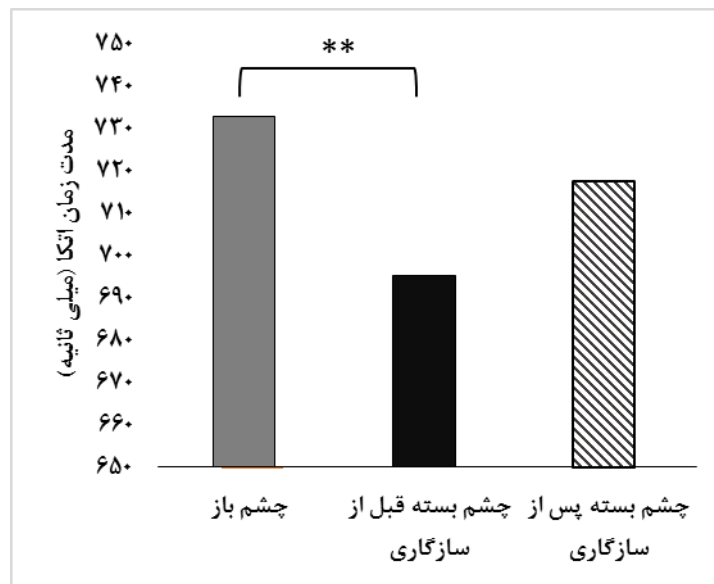 مدت زمان اتکا (میلی ثانیه)
۷۵۰
۷۴۰
۷۳۰
۷۲۰
۷۱۰
۷۰۰
۶۹۰
۶۸۰
۶۷۰
۶۶۰
۶۵۰
**
چشم باز
چشم بسته قبل از
سازگاری
چشم بسته پس از
سازگاری